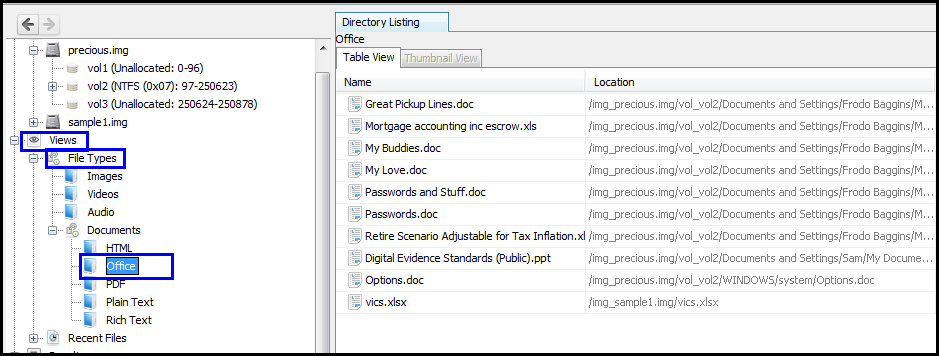 precious.img
vol1 (Unallocated: 0-96)
vol2 (NTFS (0x07): 97-250623)
vol3 (Unallocated: 250624-250878)
sample1.img
Views
File Types
Images
Videos
Audio
Documents
HTML
Office
PDF
Plain Text
Rich Text
Recent Files
Directory Listing
Office
Table View Thumbnail View
Name Location
Great Pickup Lines.doc /img_precious.img/vol_vol2/Documents and Settings/Frodo Baggins/M...
Mortgage accounting inc escrow.xls /img_precious.img/vol_vol2/Documents and Settings/Frodo Baggins/M...
My Buddies.doc /img_precious.img/vol_vol2/Documents and Settings/Frodo Baggins/M...
My Love.doc /img_precious.img/vol_vol2/Documents and Settings/Frodo Baggins/M...
Passwords and Stuff.doc /img_precious.img/vol_vol2/Documents and Settings/Frodo Baggins/M...
Passwords.doc /img_precious.img/vol_vol2/Documents and Settings/Frodo Baggins/M...
Retire Scenario Adjustable for Tax Inflation.xl /img_precious.img/vol_vol2/Documents and Settings/Frodo Baggins/M...
Digital Evidence Standards (Public).ppt /img_precious.img/vol_vol2/Documents and Settings/Sam/My Docume...
Options.doc /img_precious.img/vol_vol2/WINDOWS/system/Options.doc
vics.xlsx /img_sample1.img/vics.xlsx